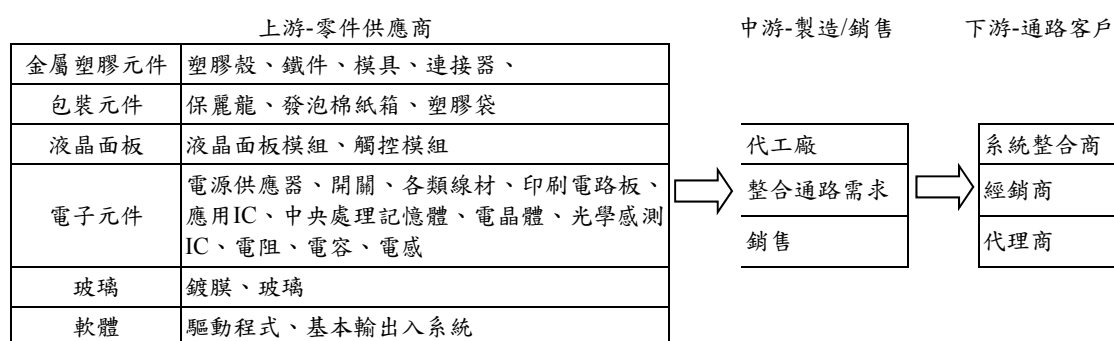 上游-零件供應商 中游-製造/銷售 下游-通路客戶
金屬塑膠元件 塑膠殼、鐵件、模具、連接器、
包裝元件 保麗龍、發泡棉紙箱、塑膠袋
液晶面板 液晶面板模組、觸控模組
電子元件 電源供應器、開關、各類線材、印刷電路板、
應用IC、中央處理記憶體、電晶體、光學感測
IC、電阻、電容、電感
玻璃 鍍膜、玻璃
軟體 驅動程式、基本輸出入系統
代工廠
整合通路需求
銷售
系統整合商
經銷商
代理商